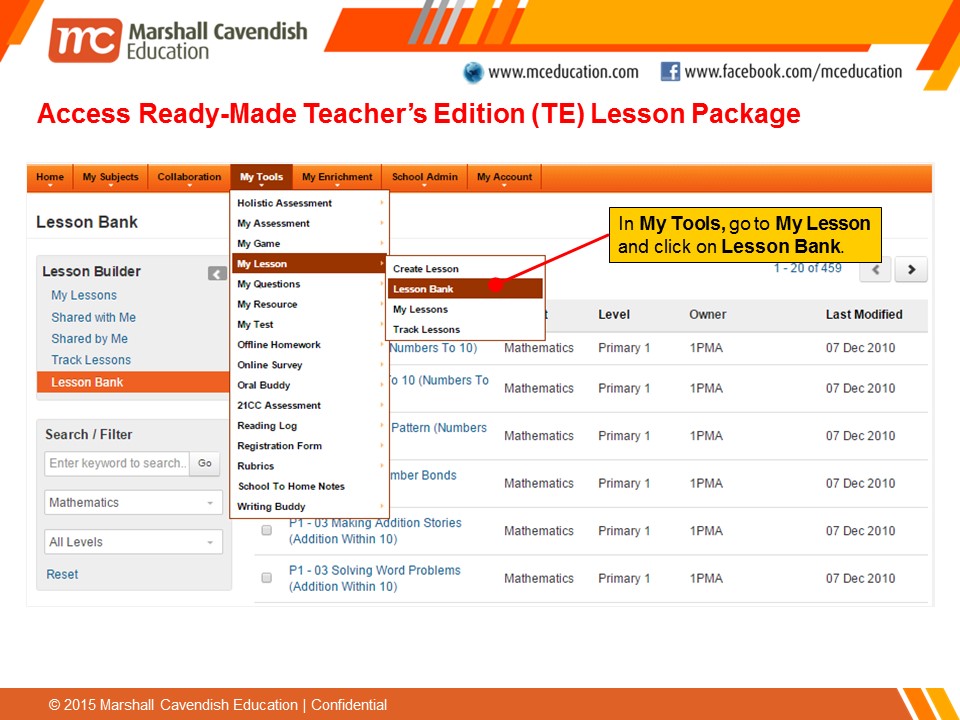 mc Marshall Cavendish
Education
www.mceducation.com
www.facebook.com/mceducation
Access Ready-Made Teacher’s Edition (TE) Lesson Package
Home My Subjects Collaboration My Tools My Enrichment School Admin My Account
Lesson Bank
Lesson Builder
My Lessons
Shared with Me
Shared by Me
Track Lessons
Lesson Bank
Search / Filter
Enter keyword to search.. Go
Mathematics
All Levels
Reset
Holistic Assessment
My Assessment
My Game
My Lesson
My Questions
My Resource
My Test
Offline Homework
Online Survey
Oral Buddy
21CC Assessment
Reading Log
Registration Form
Rubrics
School To Home Notes
Writing Buddy
Create Lesson
Lesson Bank
My Lessons
Track Lessons
In My Tools, go to My Lesson
and click on Lesson Bank.
1 - 20 of 459
Level Owner Last Modified
Numbers To 10) Mathematics Primary 1 1PMA 07 Dec 2010
o 10 (Numbers To
Mathematics Primary 1 1PMA 07 Dec 2010
Pattern (Numbers
Mathematics Primary 1 1PMA 07 Dec 2010
mber Bonds
Mathematics Primary 1 1PMA 07 Dec 2010
P1 - 03 Making Addition Stories
(Addition Within 10)
Mathematics Primary 1 1PMA 07 Dec 2010
P1 - 03 Solving Word Problems
(Addition Within 10)
Mathematics Primary 1 1PMA 07 Dec 2010
© 2015 Marshall Cavendish Education | Confidential